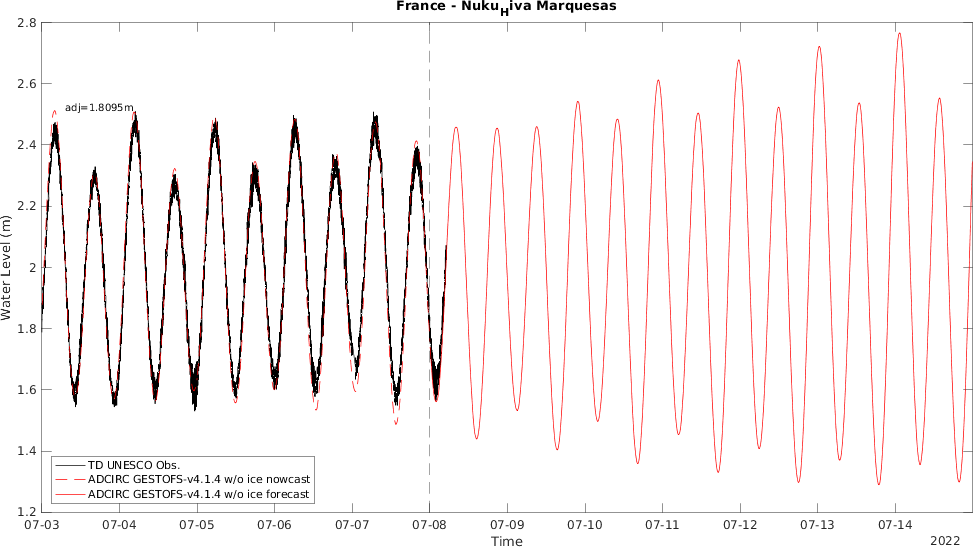 France - Nuku_Hiva Marquesas
2.8
2.6
adj=1.8095m
2.4
2.2
Water Level (m)
2
1.8
1.6
1.4
TD UNESCO Obs.
ADCIRC GESTOFS-v4.1.4 w/o ice nowcast
ADCIRC GESTOFS-v4.1.4 w/o ice forecast
1.2
07-03 07-04 07-05 07-06 07-07 07-08 07-09 07-10 07-11 07-12 07-13 07-14
Time
2022